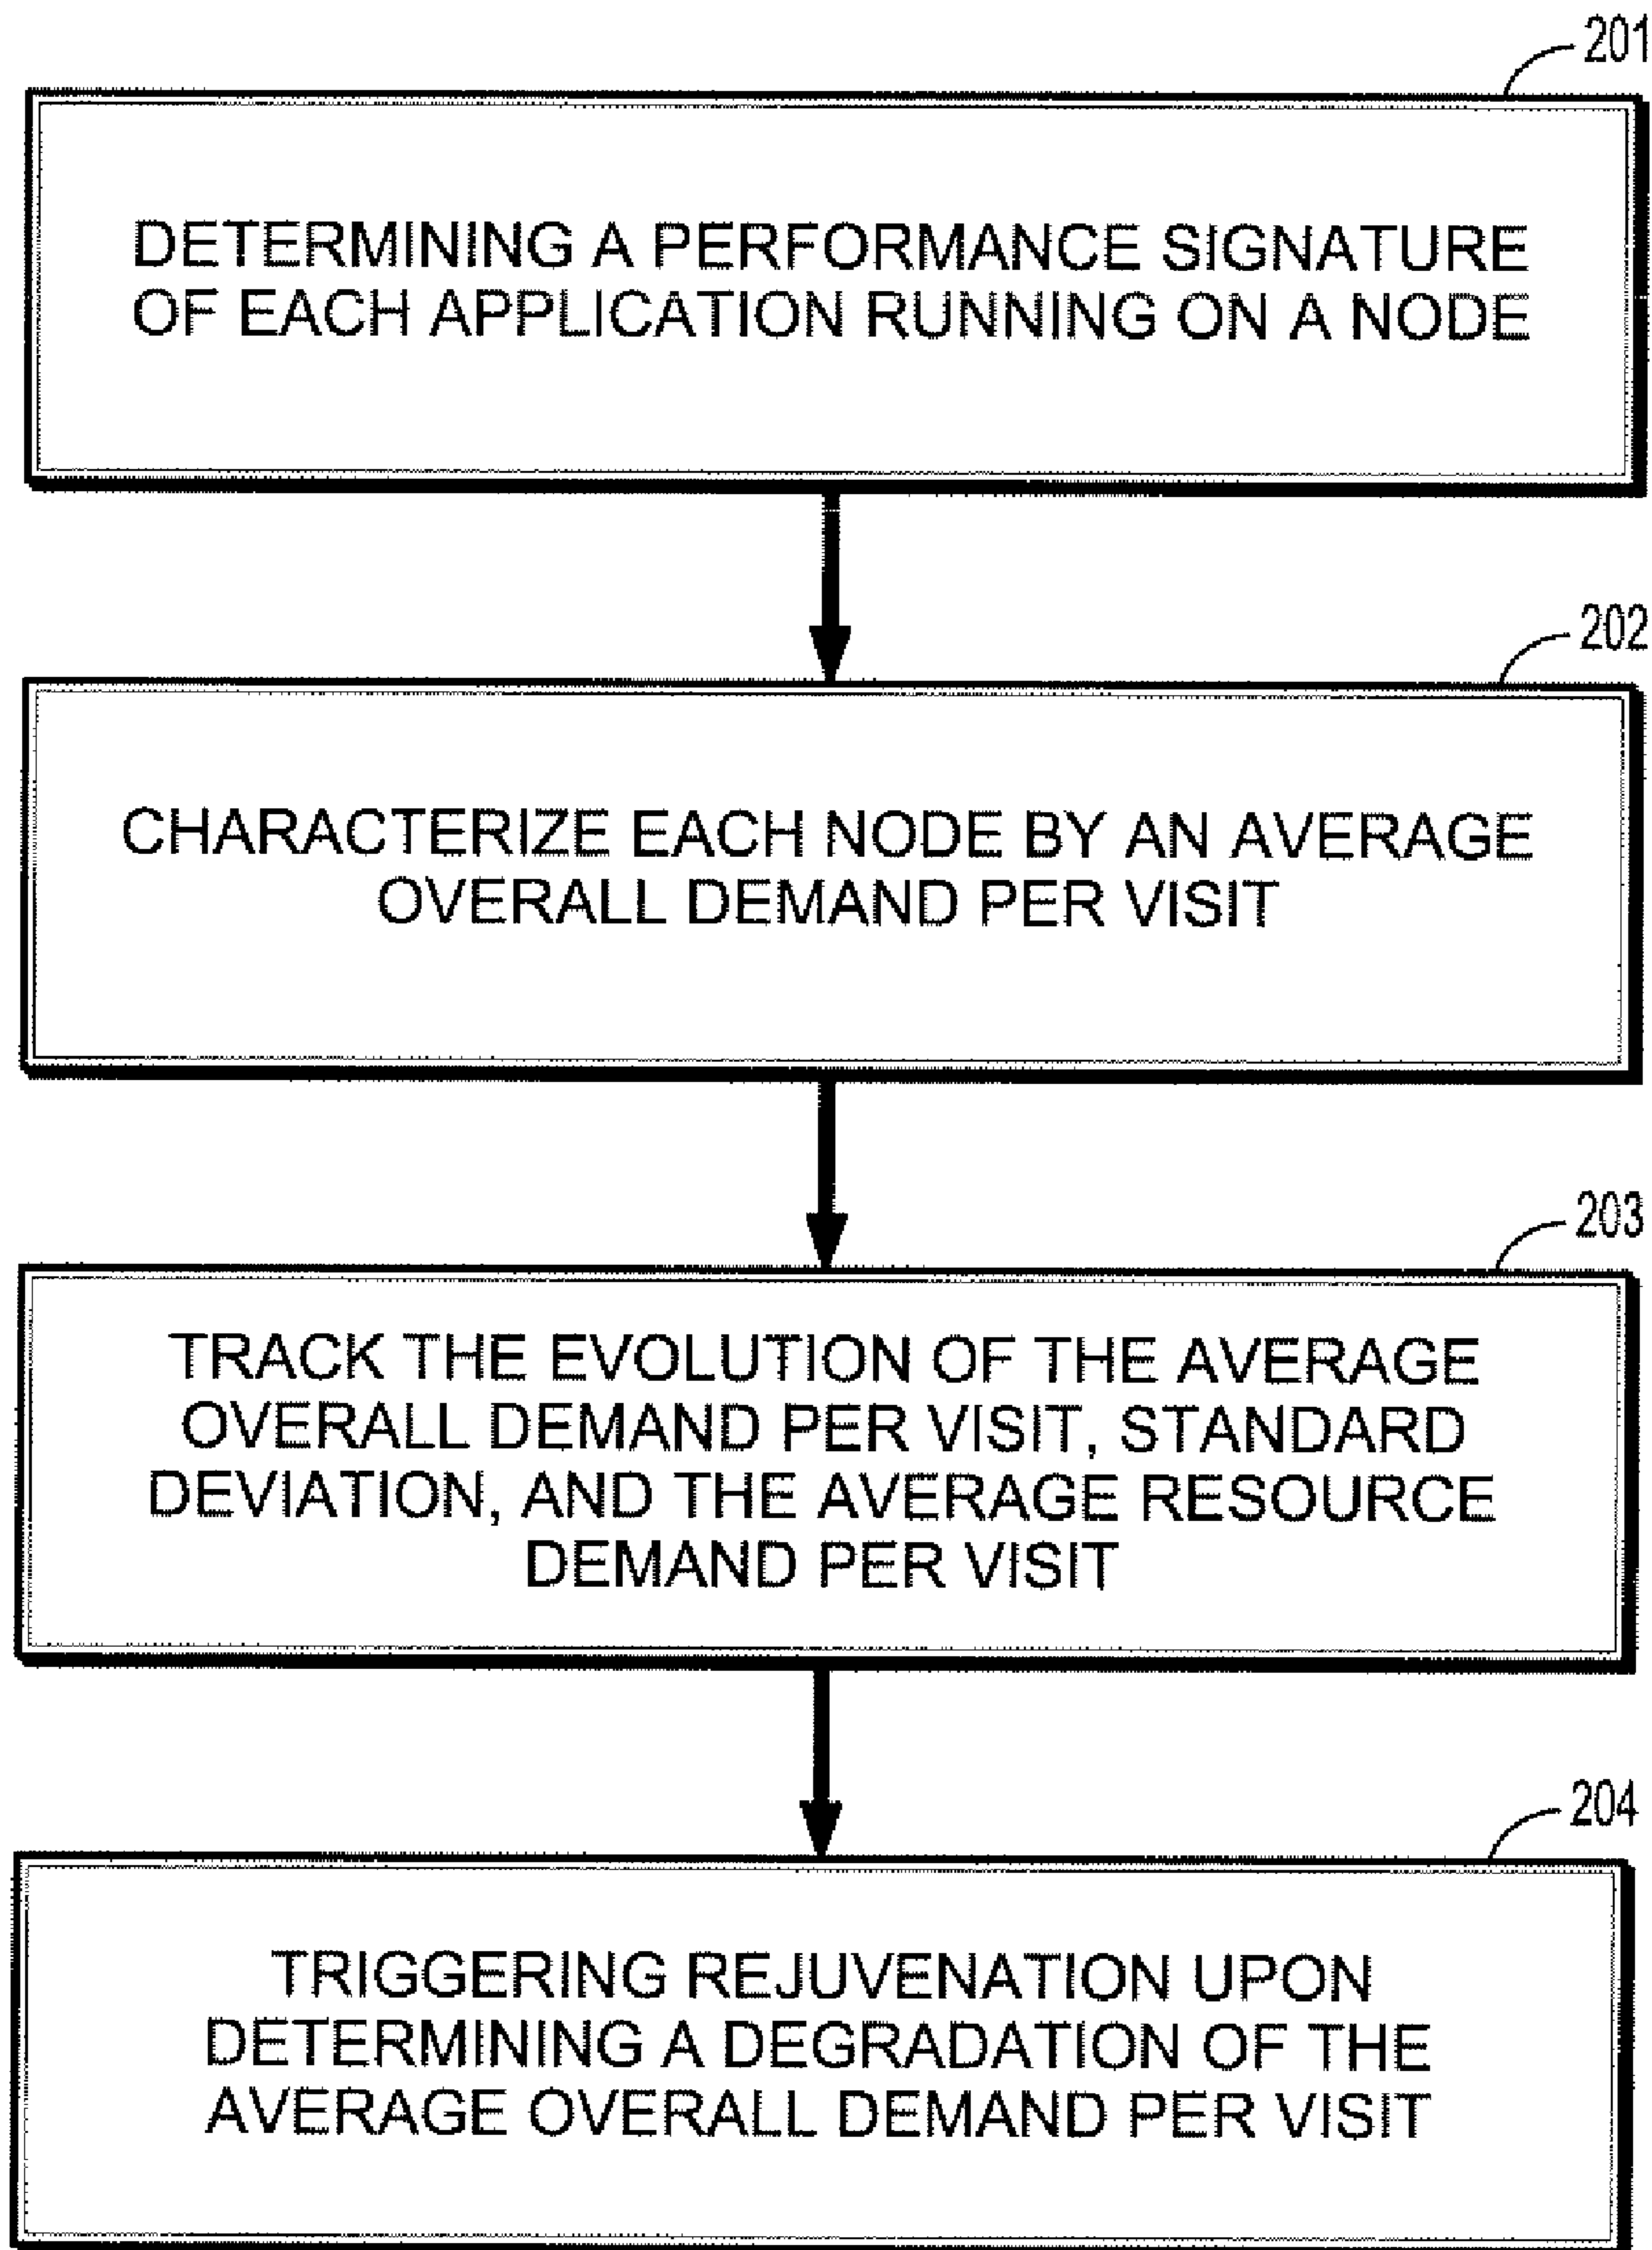 201
DETERMINING A PERFORMANCE SIGNATURE
OF EACH APPLICATION RUNNING ON A NODE
202
CHARACTERIZE EACH NODE BY AN AVERAGE
OVERALL DEMAND PER VISIT
203
TRACK THE EVOLUTION OF THE AVERAGE
OVERALL DEMAND PER VISIT, STANDARD
DEVIATION, AND THE AVERAGE RESOURCE
DEMAND PER VISIT
204
TRIGGERING REJUVENATION UPON
DETERMINING A DEGRADATION OF THE
AVERAGE OVERALL DEMAND PER VISIT